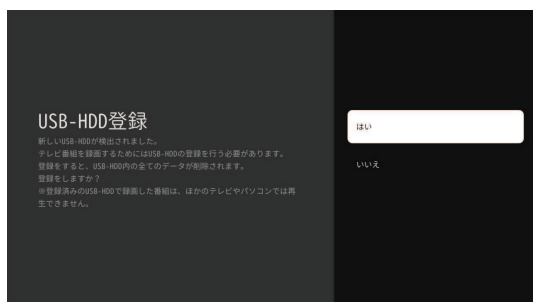 USB-HDD登録
新しいUSB-HDDが検出されました。
テレビ番組を録画するためにはUSB-HDDの登録を行う必要があります。
登録をすると、USB-HDD内の全てのデータが削除されます。
登録をしますか？
※登録済みのUSB-HDDで録画した番組は、ほかのテレビやパソコンでは再
生できません。
はい
いいえ